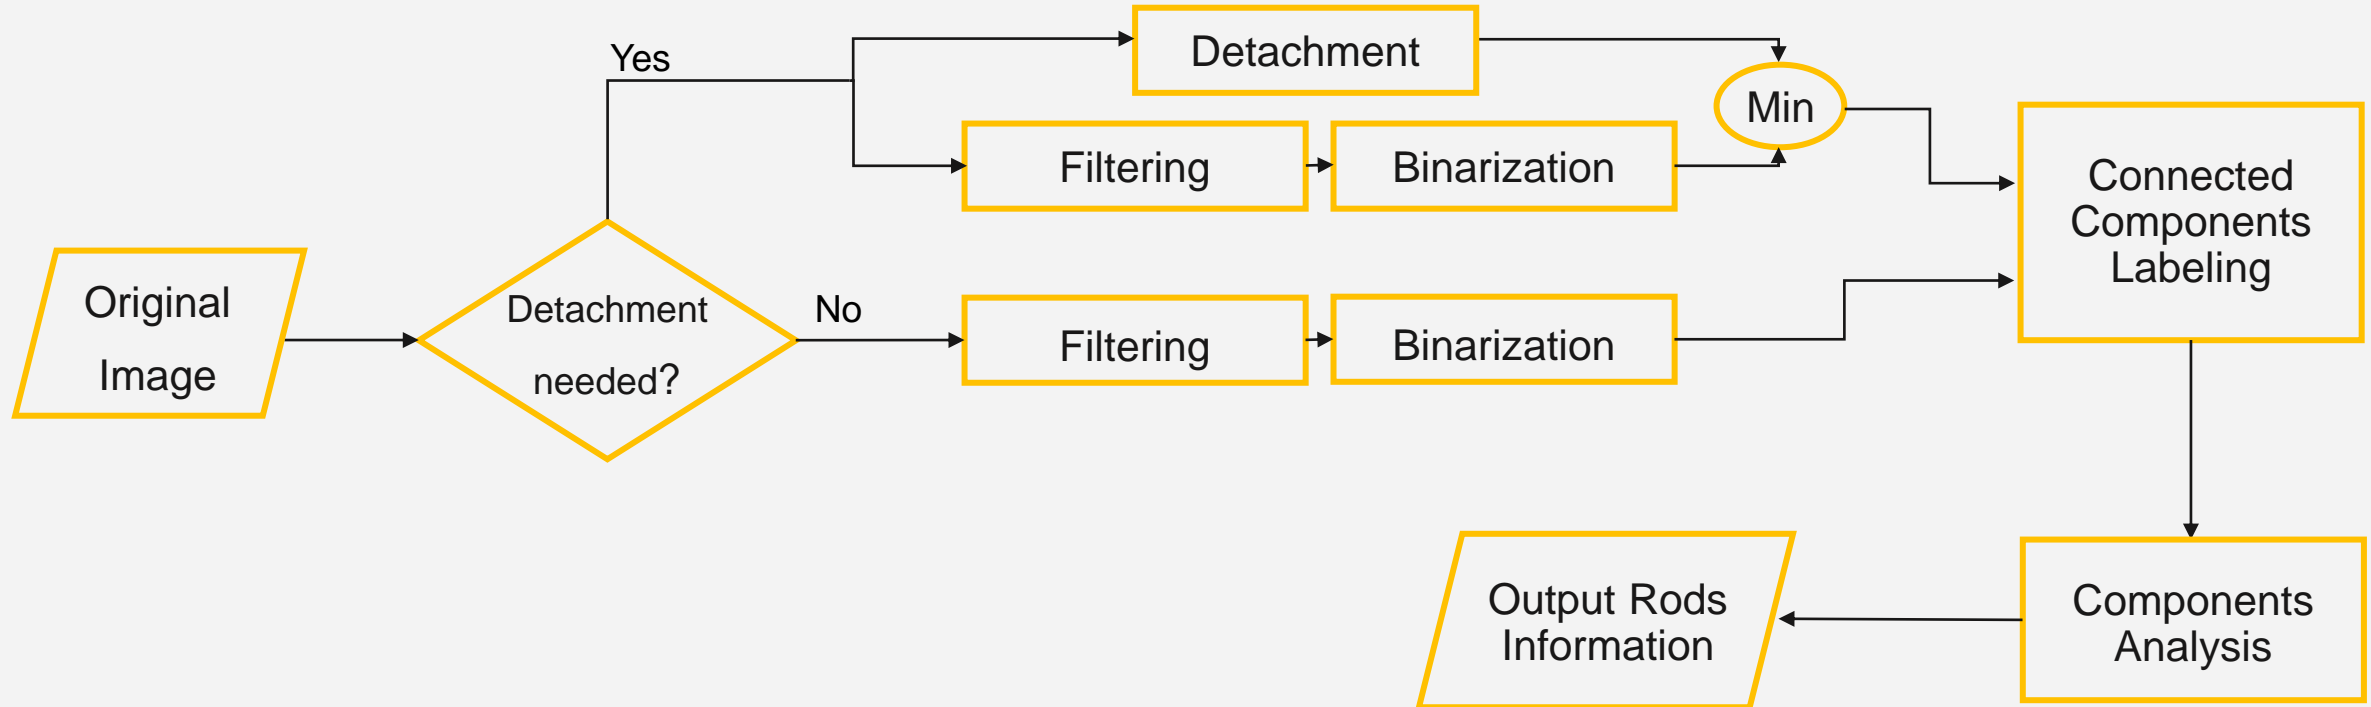 Yes
Detachment
Min
Filtering
Binarization
Connected
Components
Labeling
Original
Image
Detachment
needed?
No
Filtering
Binarization
Output Rods
Information
Components
Analysis